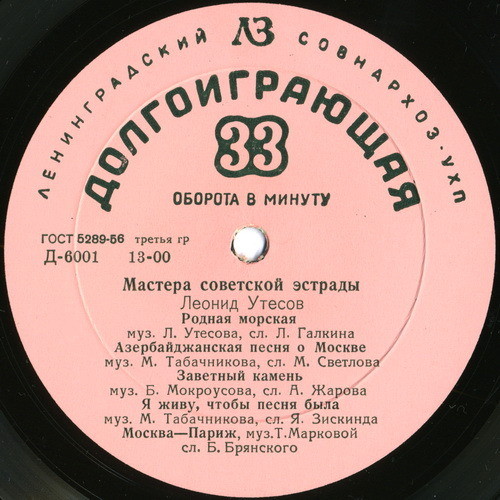 ЛЕНИНГРАДСКИЙ ЛЗ СОВНАРХОЗ·УХП
ДОЛГОИГРАЮЩАЯ
33
ОБОРОТА В МИНУТУ
ГОСТ 5289-56 третья гр
Д-6001 13-00
Мастера советской эстрады
Леонид Утесов
Родная морская
муз. Л. Утесова, сл. Л. Галкина
Азербайджанская песня о Москве
муз. М. Табачникова, сл. М. Светлова
Заветный камень
муз. Б. Мокроусова, сл. А. Жарова
Я живу, чтобы песня была
муз. М. Табачникова, сл. Я. Зискинда
Москва—Париж, муз.Т.Марковой
сл. Б. Брянского